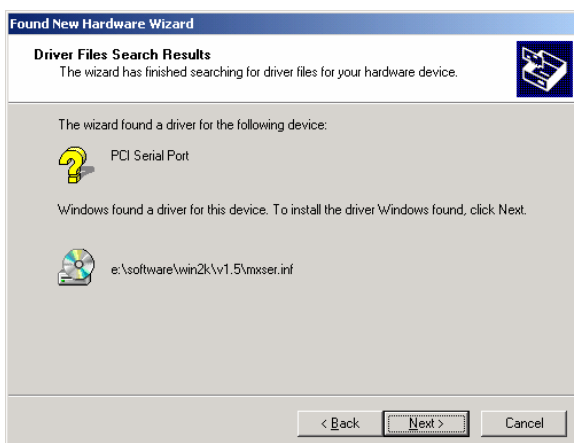 Found New Hardware Wizard
Driver Files Search Results
The wizard has finished searching for driver files for your hardware device.
The wizard found a driver for the following device:
PCI Serial Port
Windows found a driver for this device. To install the driver Windows found, click Next.
e:\software\win2k\v1.5\mxser.inf
< Back Next > Cancel